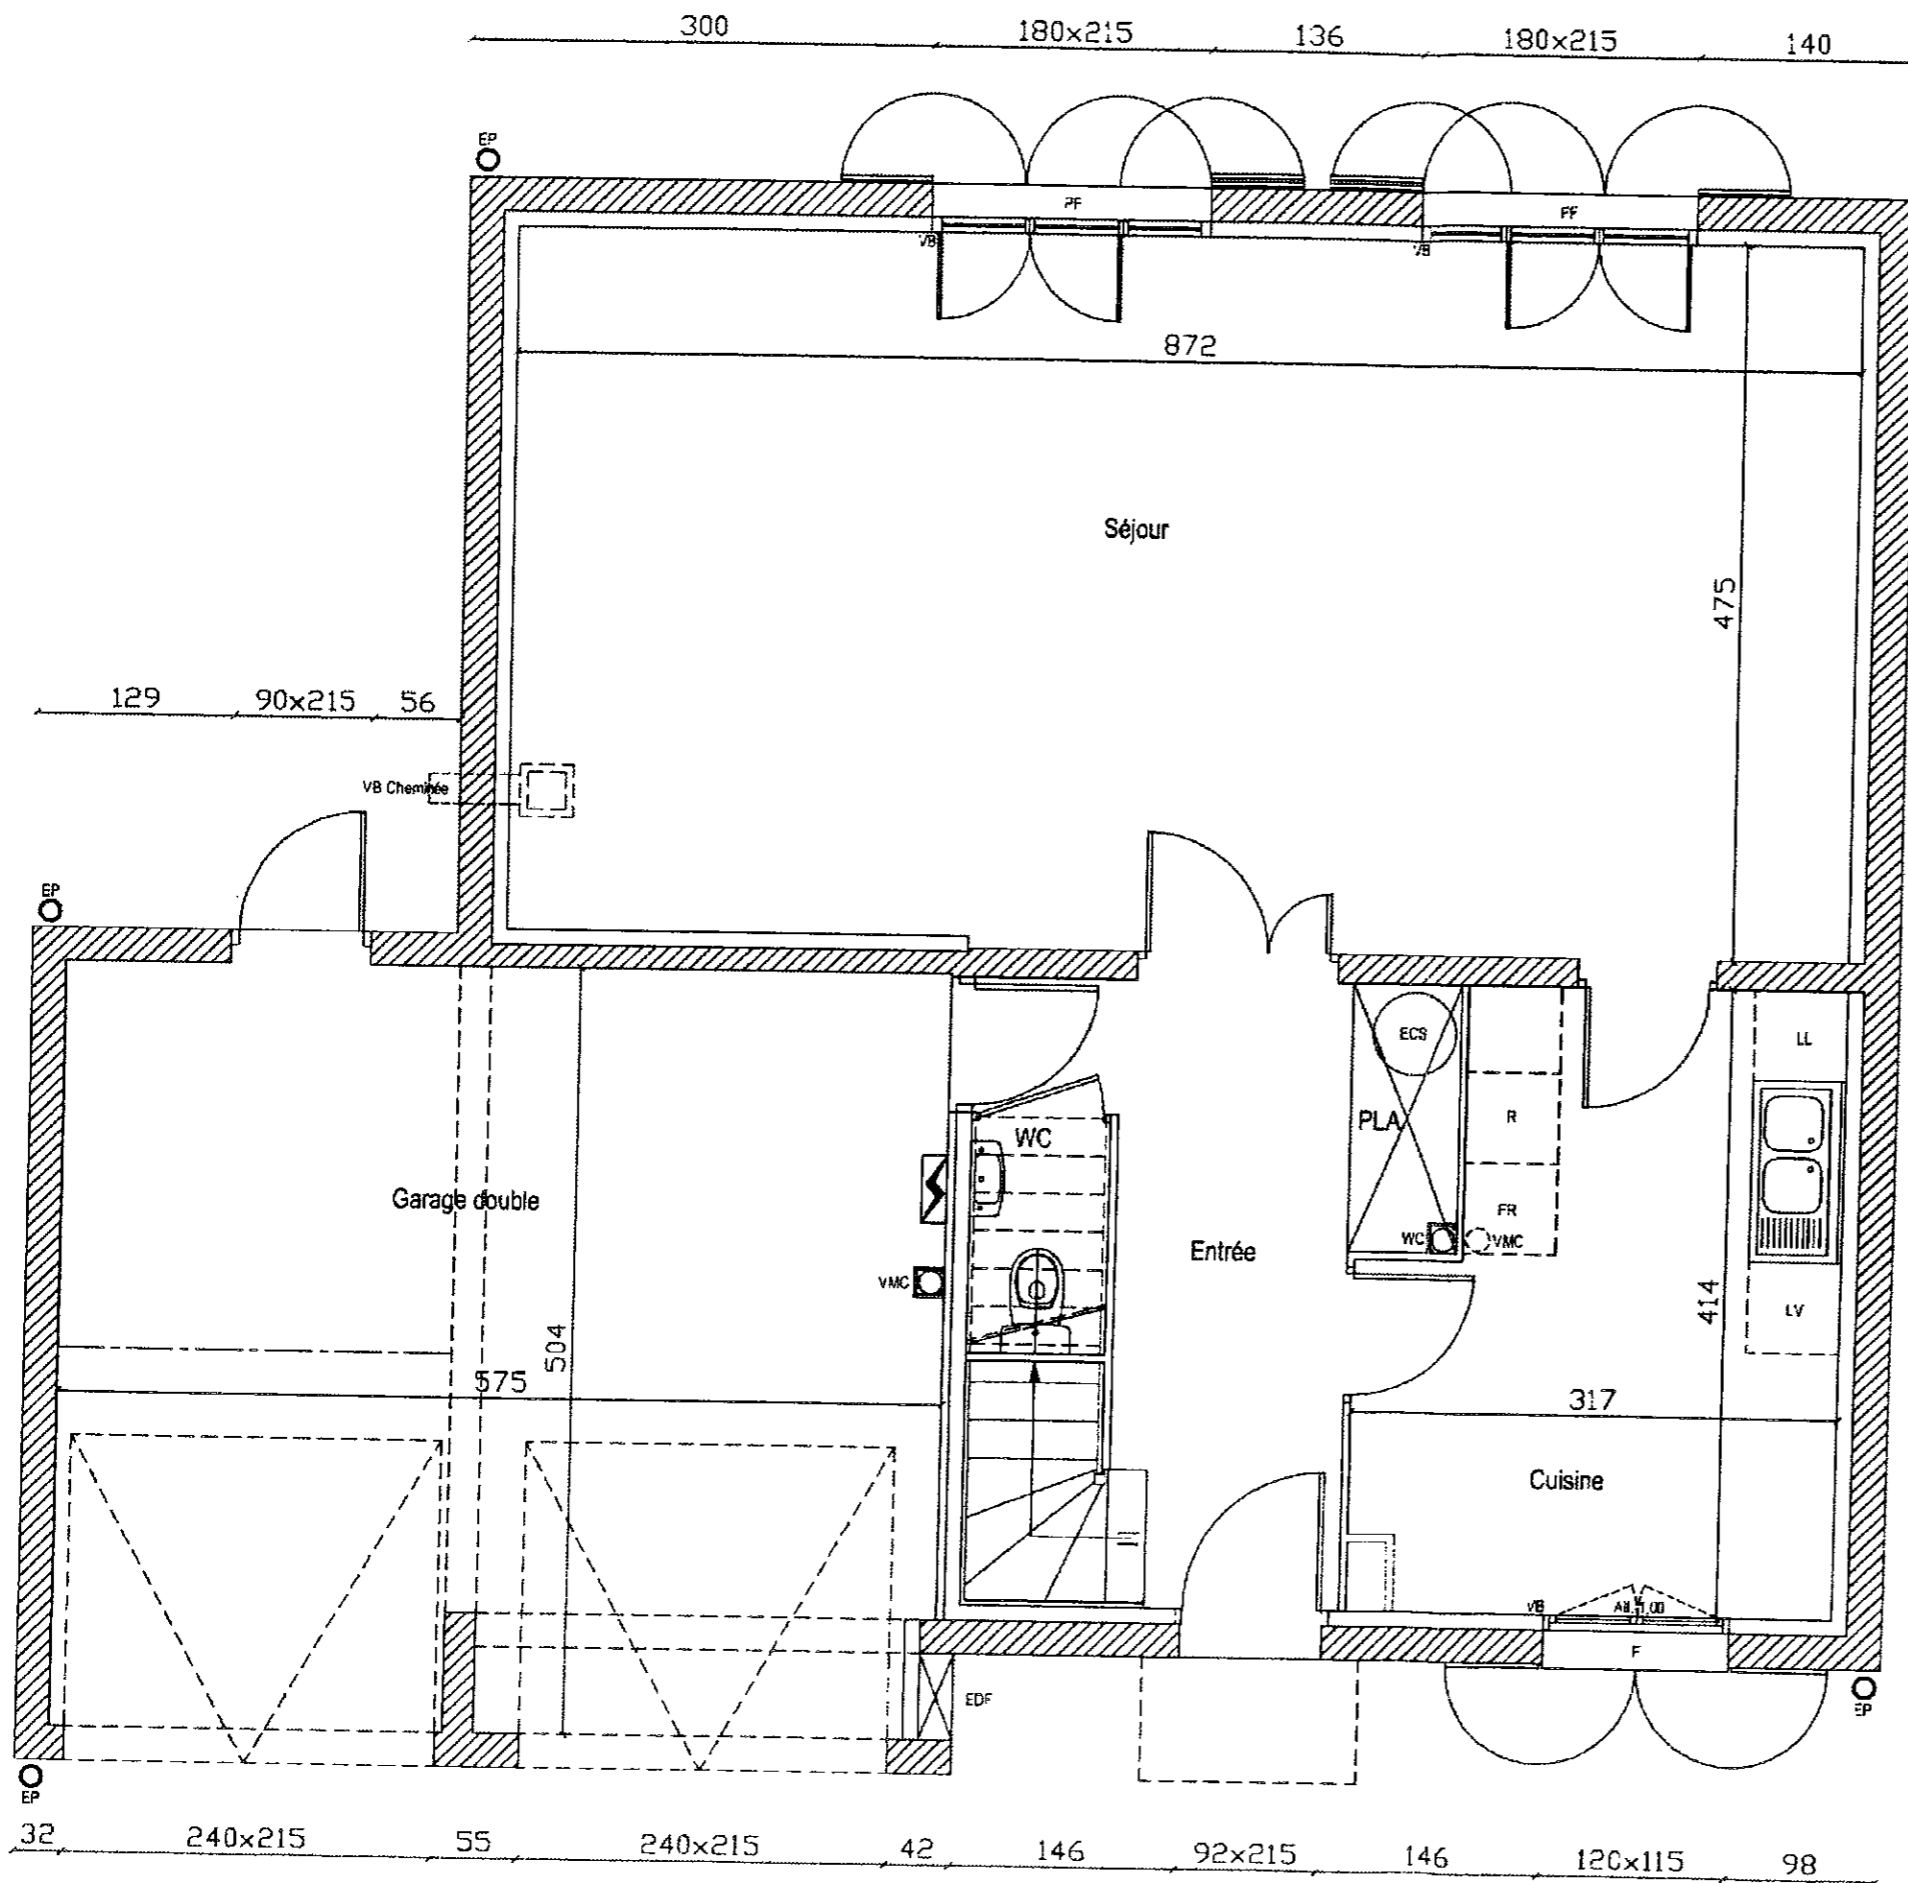 300 180x215 136 180x215 140
EP
PF PF
VB VB
872
Séjour
475
129 90x215 56
VB Cheminée
EP
ECS LL
PLA R
WC
Garage double
FR
WC VMC
Entrée
VMC
LV
414
504
575
317
Cuisine
VB
F
EDF
EP
EP
32 240x215 55 240x215 42 146 92x215 146 120x115 98